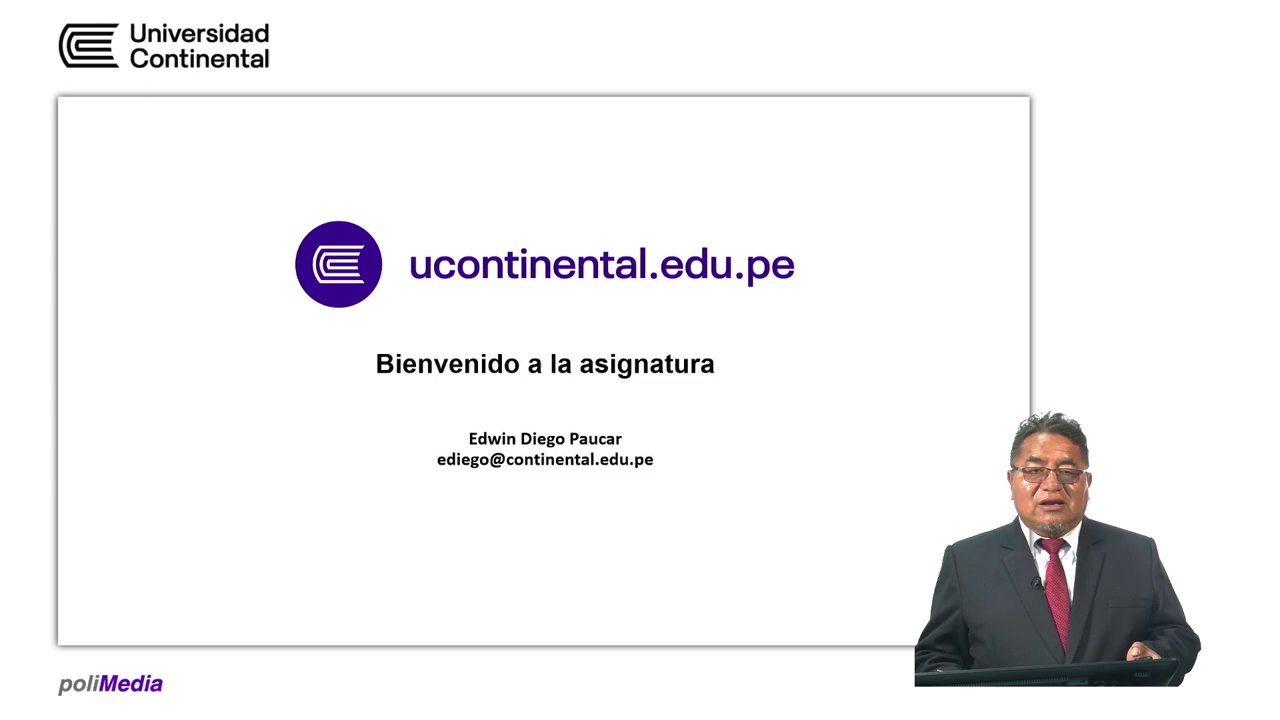 Universidad
Continental
ucontinental.edu.pe
Bienvenido a la asignatura
Edwin Diego Paucar
ediego@continental.edu.pe
poliMedia